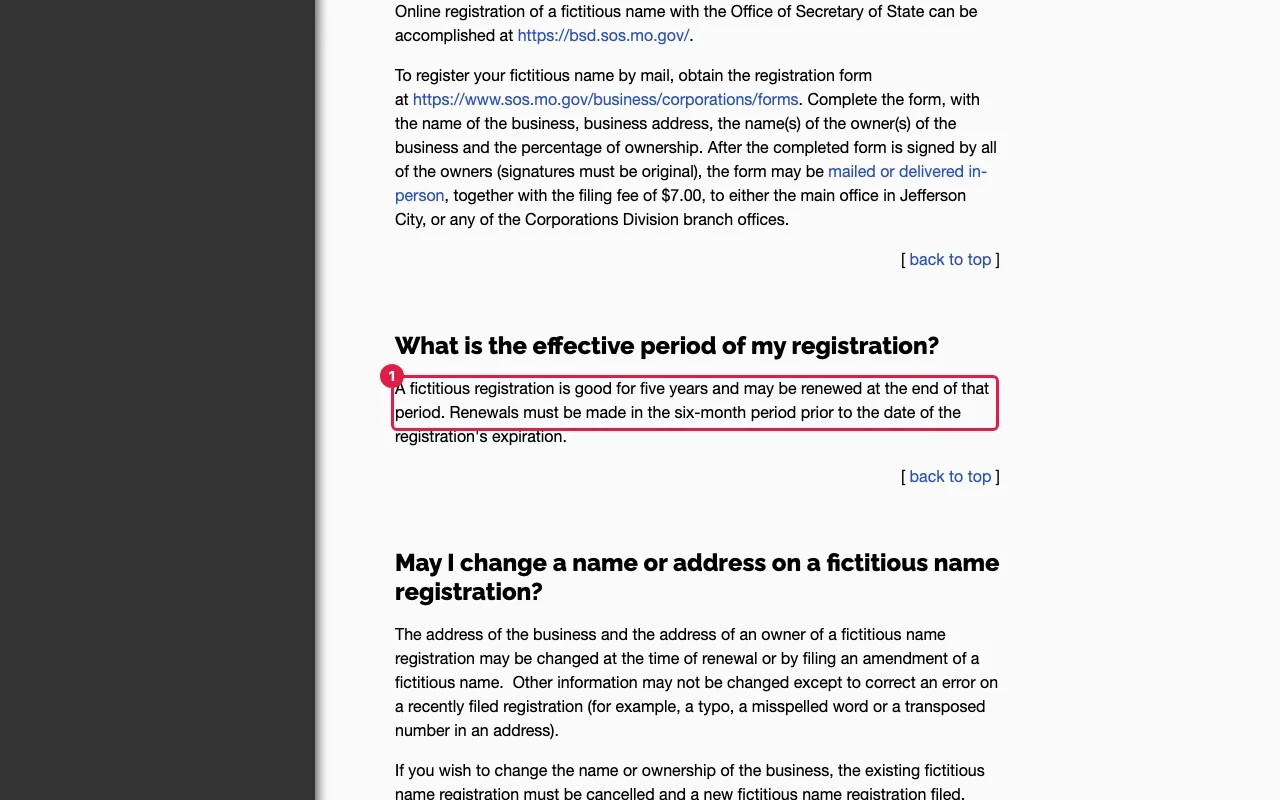 Online registration of a fictitious name with the Office of Secretary of State can be
accomplished at https://bsd.sos.mo.gov/.
To register your fictitious name by mail, obtain the registration form
at https://www.sos.mo.gov/business/corporations/forms. Complete the form, with
the name of the business, business address, the name(s) of the owner(s) of the
business and the percentage of ownership. After the completed form is signed by all
of the owners (signatures must be original), the form may be mailed or delivered in-
person, together with the filing fee of $7.00, to either the main office in Jefferson
City, or any of the Corporations Division branch offices.
[ back to top ]
What is the effective period of my registration?
1
A fictitious registration is good for five years and may be renewed at the end of that
period. Renewals must be made in the six-month period prior to the date of the
registration's expiration.
[ back to top ]
May I change a name or address on a fictitious name
registration?
The address of the business and the address of an owner of a fictitious name
registration may be changed at the time of renewal or by filing an amendment of a
fictitious name.  Other information may not be changed except to correct an error on
a recently filed registration (for example, a typo, a misspelled word or a transposed
number in an address).
If you wish to change the name or ownership of the business, the existing fictitious
name registration must be cancelled and a new fictitious name registration filed.